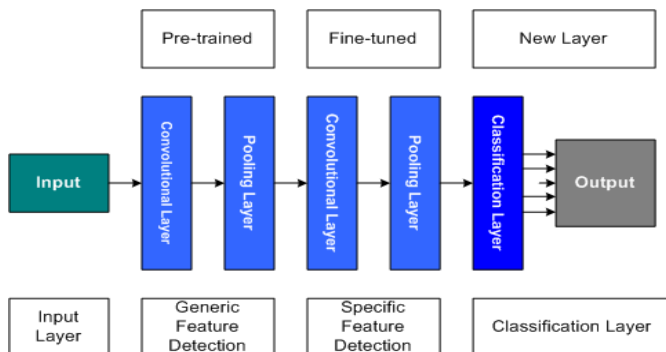 Pre-trained
Fine-tuned
New Layer
Input
Convolutional Layer
Pooling Layer
Convolutional Layer
Pooling Layer
Classification Layer
Output
Input
Layer
Generic
Feature
Detection
Specific
Feature
Detection
Classification Layer